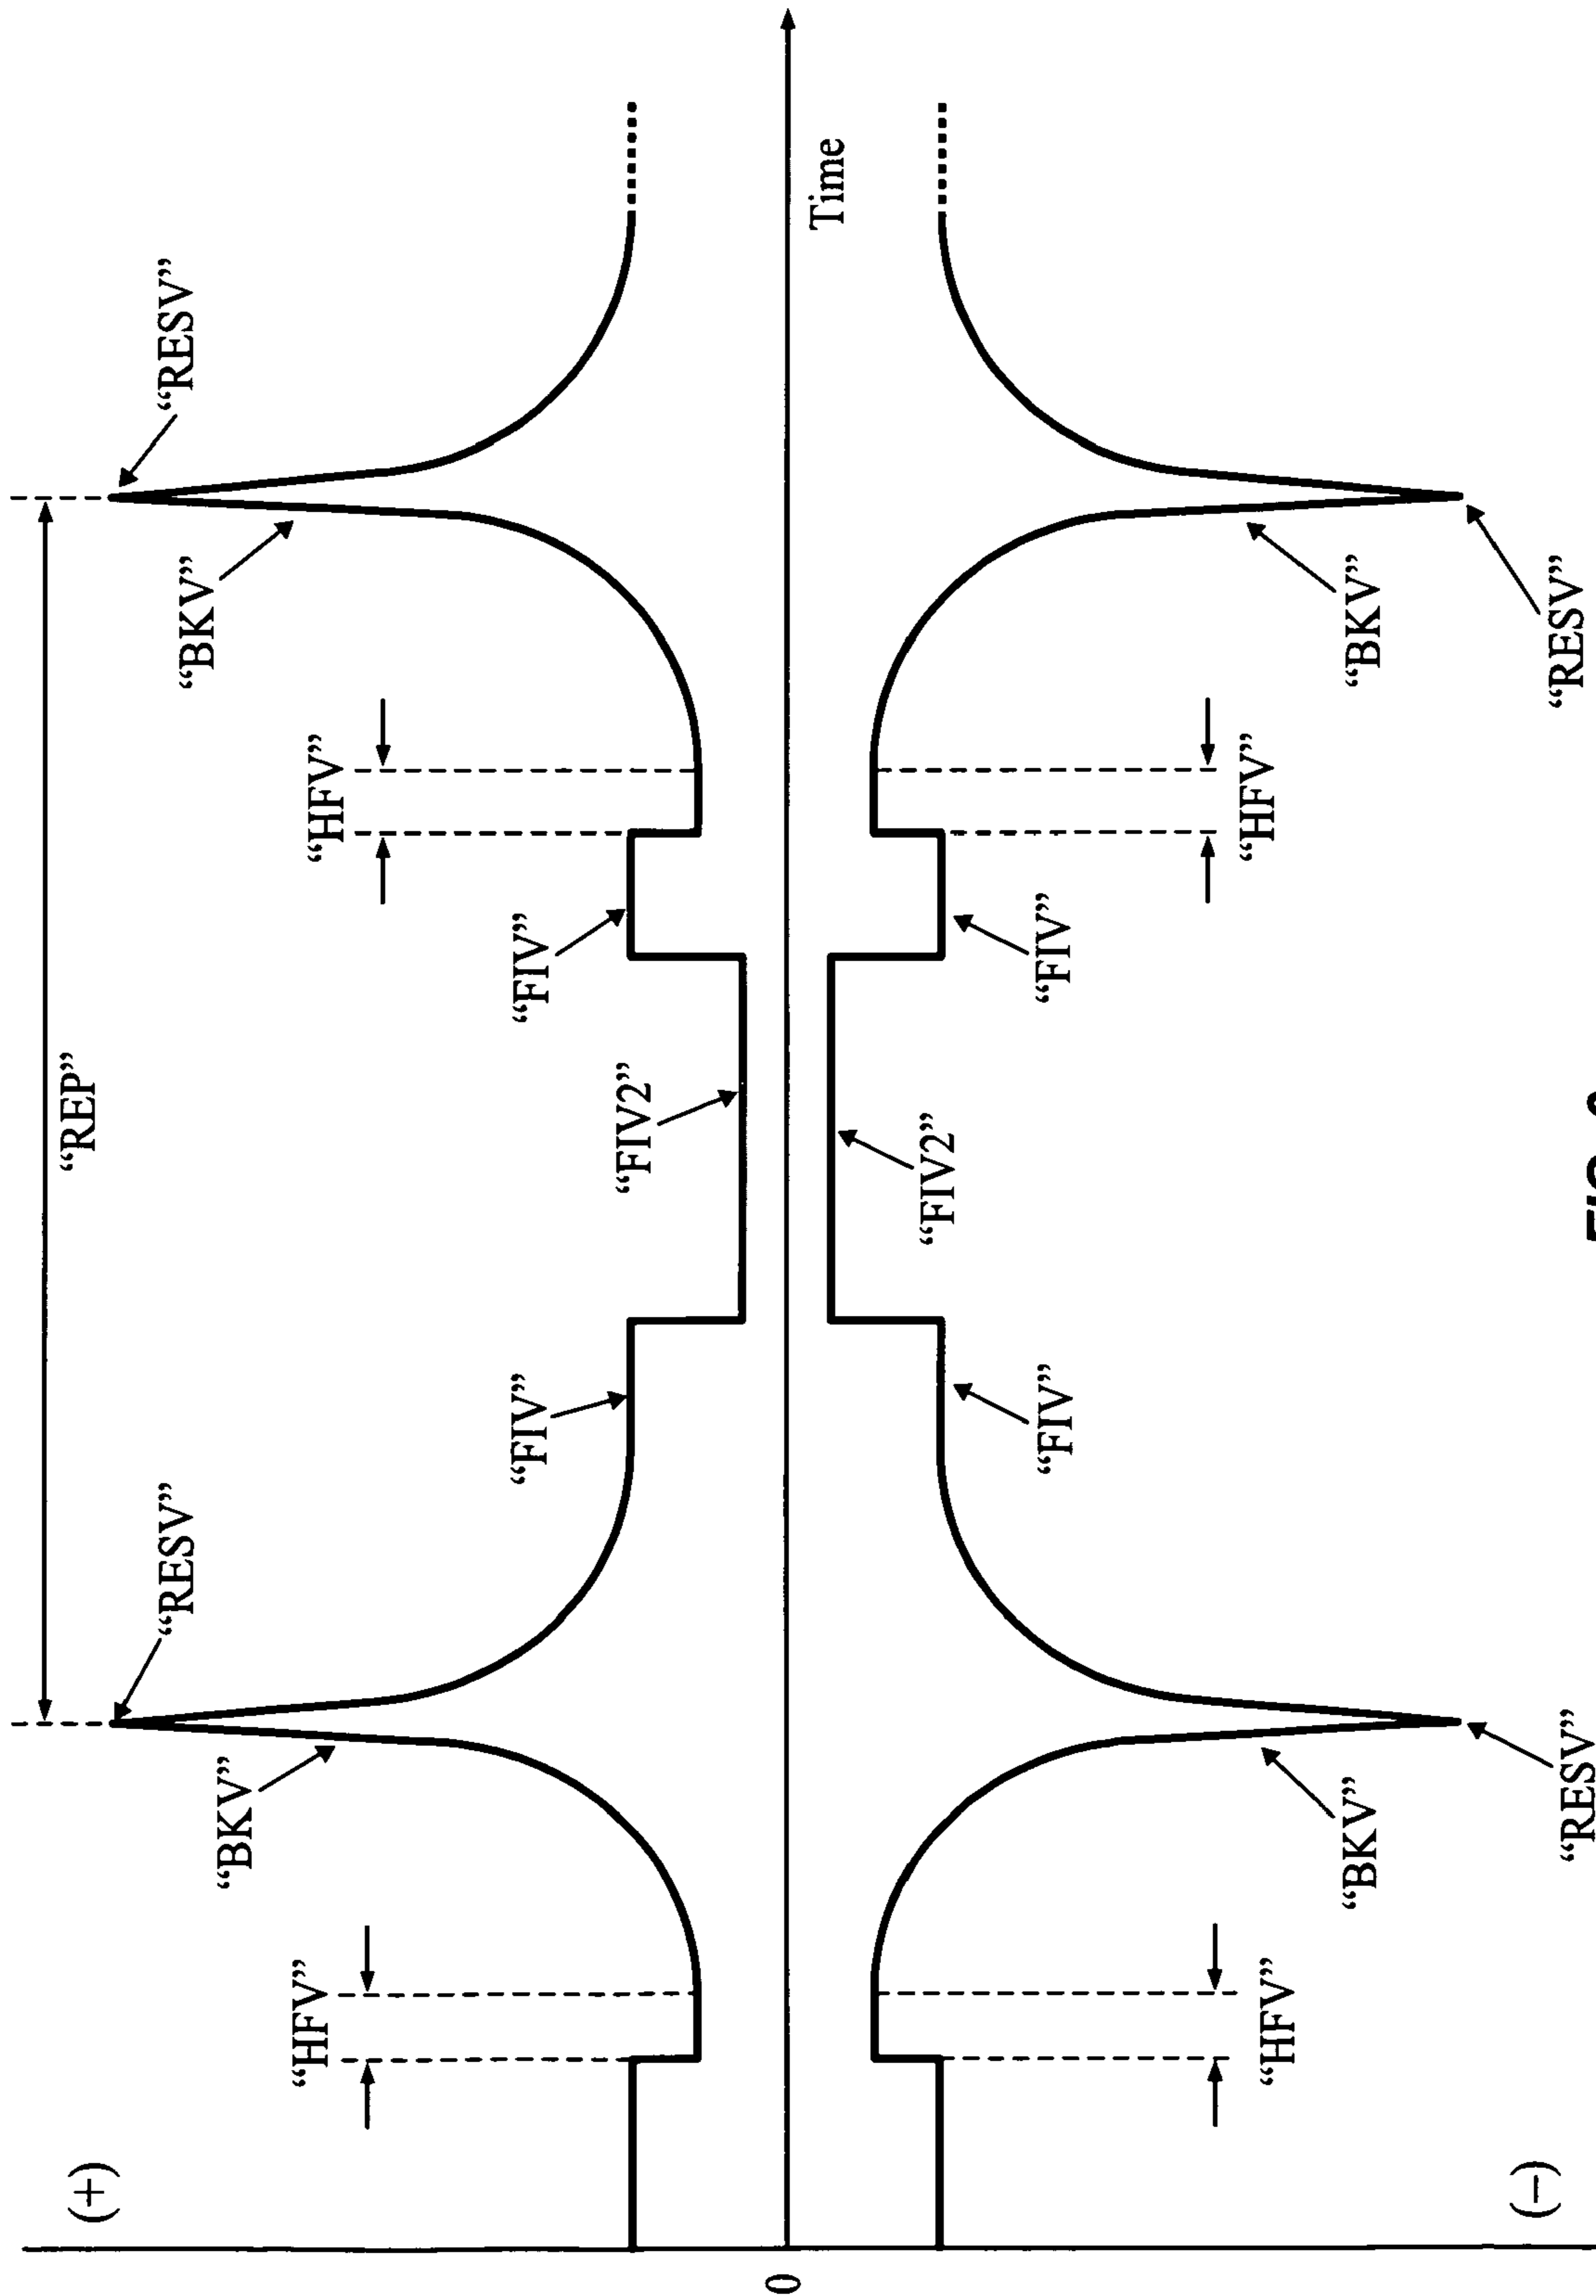 (+)
“REP”
“RESV”
“RESV”
“BKV”
“BKV”
“HFV”
“HFV”
“FIV”
“FIV”
“FIV2”
0
Time
“FIV2”
“FIV”
“FIV”
“HFV”
“HFV”
“BKV”
“BKV”
(−)
“RESV”
“RESV”
FIG.